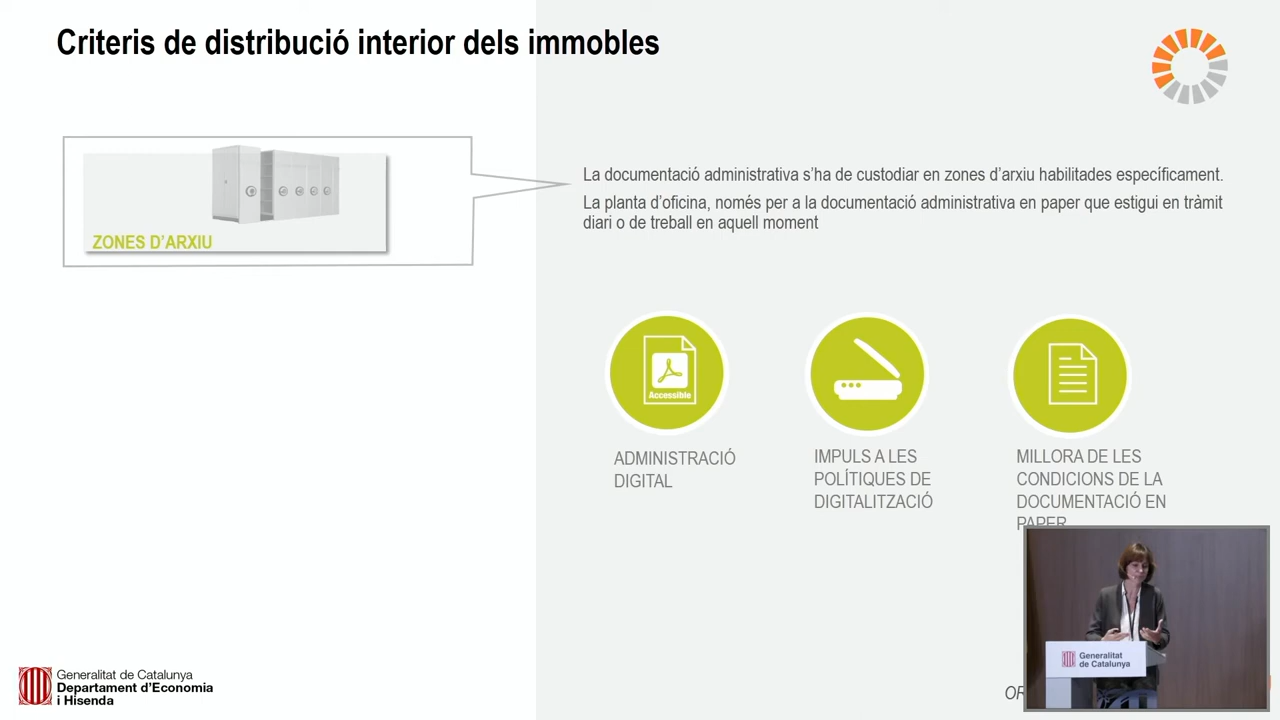 Criteris de distribució interior dels immobles
ZONES D'ARXIU
La documentació administrativa s'ha de custodiar en zones d'arxiu habilitades específicament.
La planta d'oficina, només per a la documentació administrativa en paper que estigui en tràmit
diari o de treball en aquell moment
Accessible
ADMINISTRACIÓ
DIGITAL
IMPULS A LES
POLÍTIQUES DE
DIGITALITZACIÓ
MILLORA DE LES
CONDICIONS DE LA
DOCUMENTACIÓ EN
PAPER
Generalitat
de Catalunya
Generalitat de Catalunya
Departament d'Economia
i Hisenda